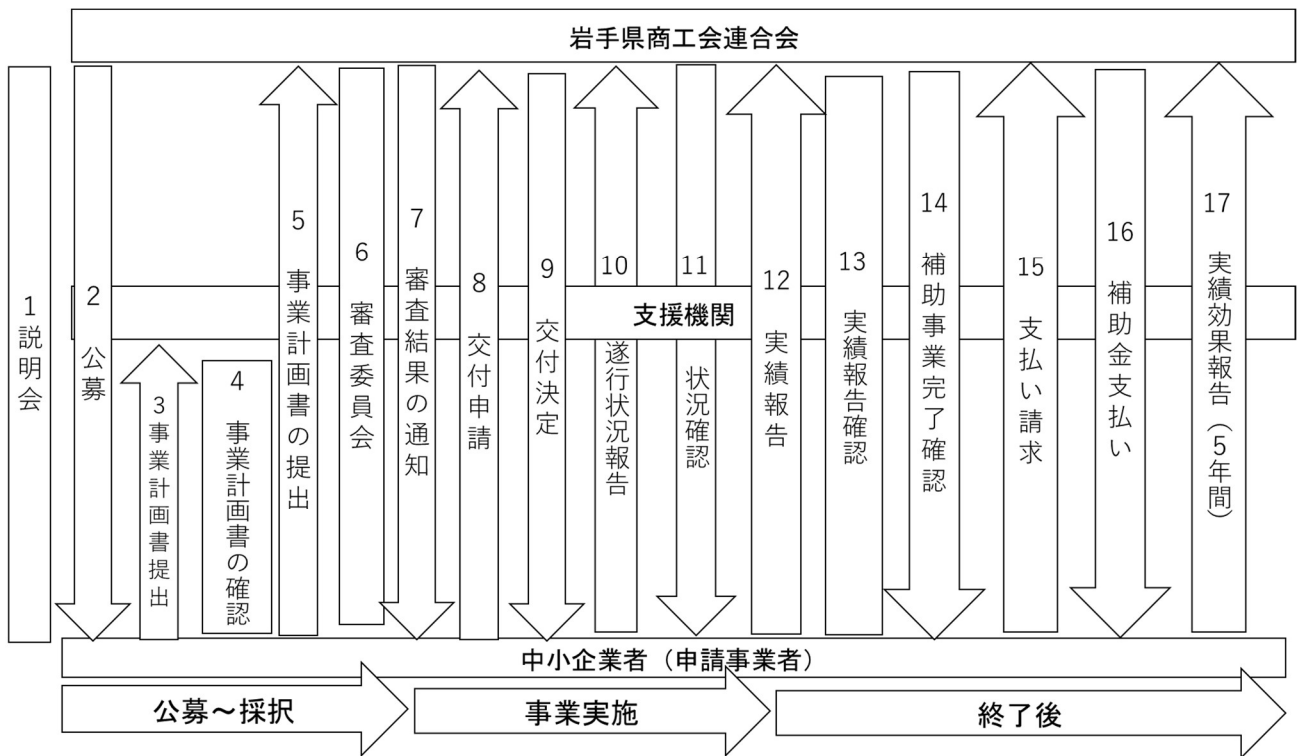 岩手県商工会連合会
1 説明会
2 公募
3 事業計画書提出
4 事業計画書の確認
5 事業計画書の提出
6 審査委員会
7 審査結果の通知
8 交付申請
9 交付決定
10 遂行状況報告
11 状況確認
12 実績報告
13 実績報告確認
14 補助事業完了確認
15 支払い請求
16 補助金支払い
17 実績効果報告（5年間）
支援機関
中小企業者（申請事業者）
公募～採択
事業実施
終了後